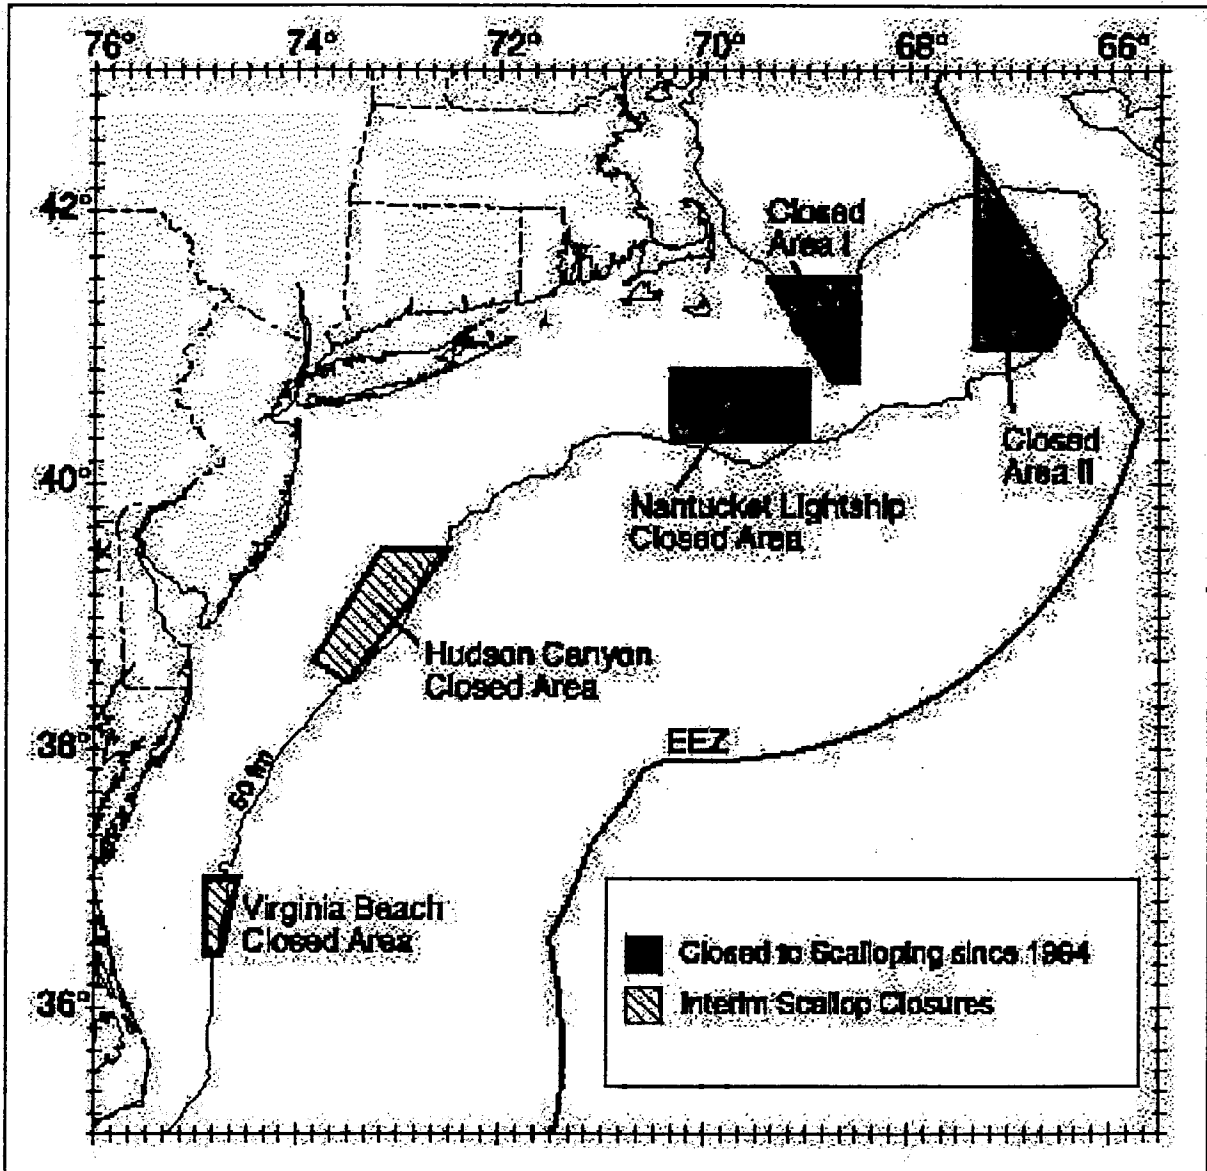 76° 74° 72° 70° 68° 66°
42°
40°
38°
36°
Closed
Area I
Closed
Area II
Nantucket Lightship
Closed Area
Hudson Canyon
Closed Area
EEZ
60 fm
Virginia Beach
Closed Area
Closed to Scalloping since 1994
Interim Scallop Closures